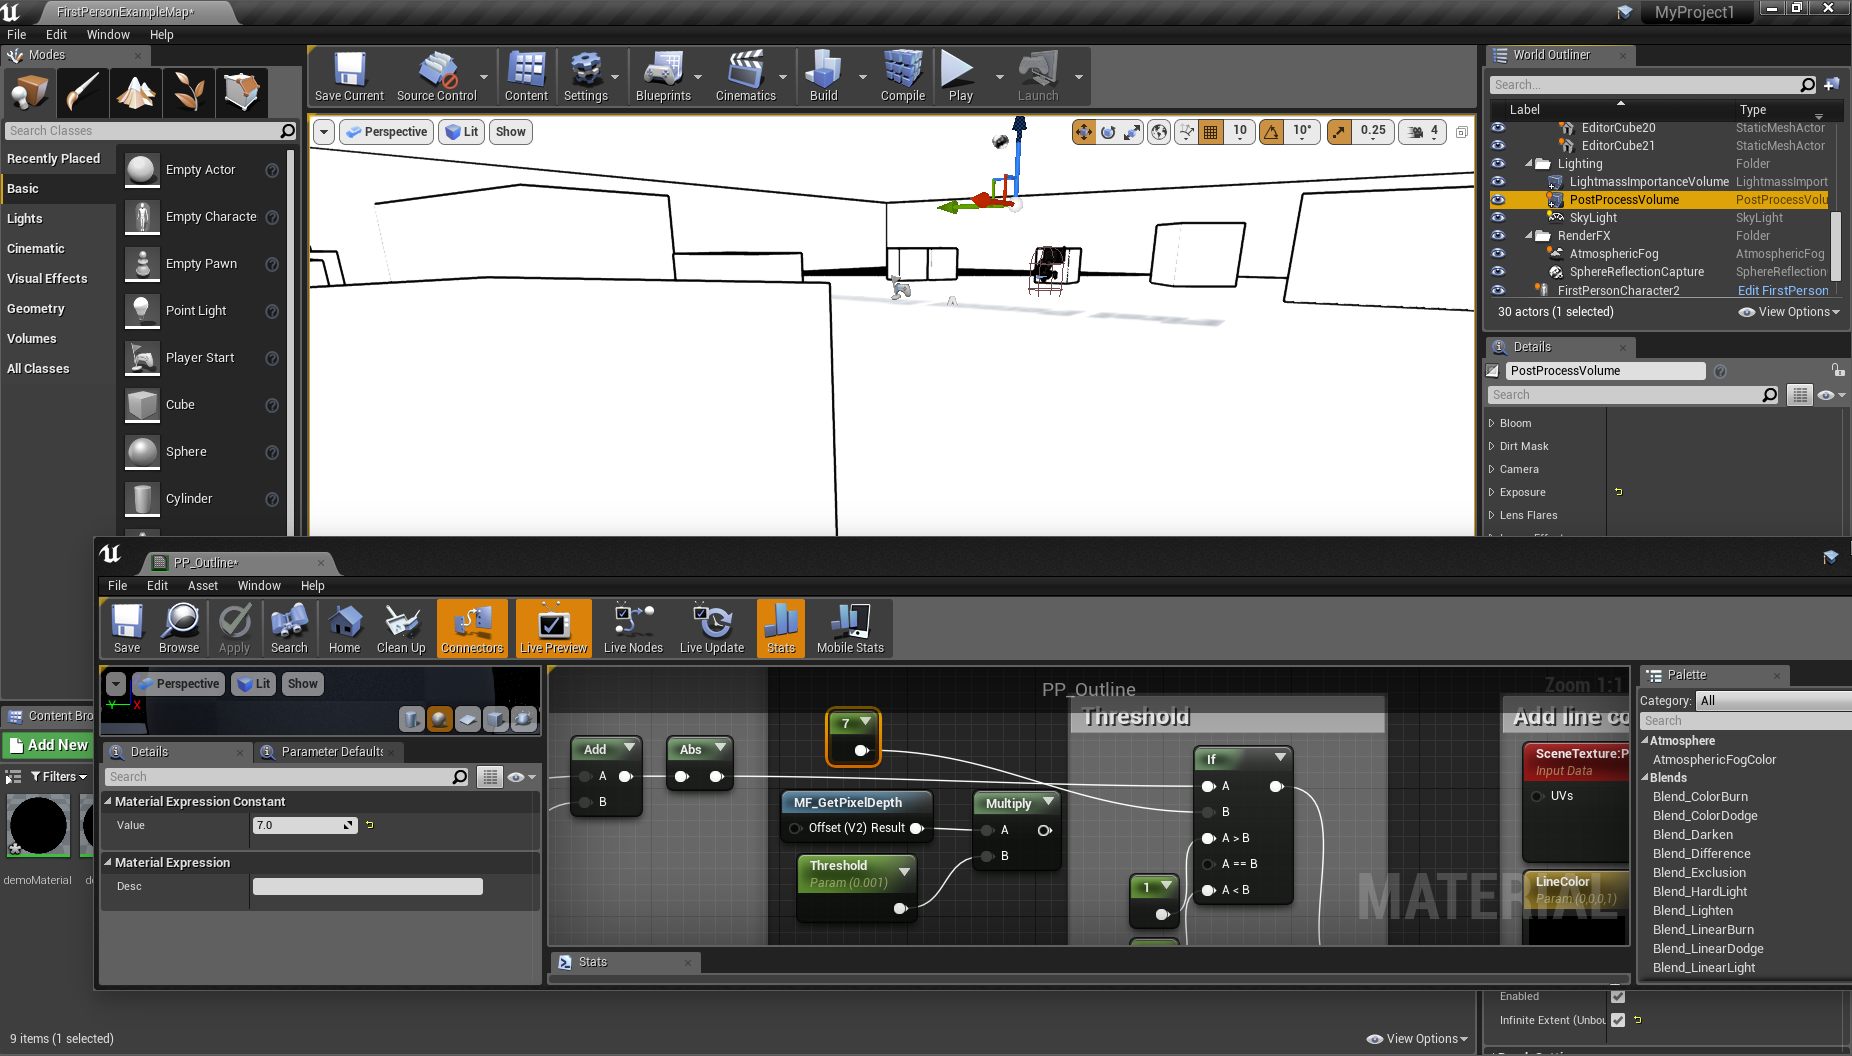 FirstPersonExampleMap*
MyProject1
File Edit Window Help
Modes
Search Classes
Recently Placed
Basic
Lights
Cinematic
Visual Effects
Geometry
Volumes
All Classes
Empty Actor
Empty Characte
Empty Pawn
Point Light
Player Start
Cube
Sphere
Cylinder
Save Current
Source Control
Content
Settings
Blueprints
Cinematics
Build
Compile
Play
Launch
Perspective
Lit
Show
10
10°
0.25
4
World Outliner
Search...
Label Type
EditorCube20 StaticMeshActor
EditorCube21 StaticMeshActor
Lighting Folder
LightmassImportanceVolume LightmassImport
PostProcessVolume PostProcessVolu
SkyLight SkyLight
RenderFX Folder
AtmosphericFog AtmosphericFog
SphereReflectionCapture SphereReflection
FirstPersonCharacter2 Edit FirstPerson
30 actors (1 selected)
View Options
Details
PostProcessVolume
Search
Bloom
Dirt Mask
Camera
Exposure
Lens Flares
PP_Outline*
File Edit Asset Window Help
Save
Browse
Apply
Search
Home
Clean Up
Connectors
Live Preview
Live Nodes
Live Update
Stats
Mobile Stats
Perspective
Lit
Show
Y
X
Details
Parameter Defaults
Search
Material Expression Constant
Value 7.0
Material Expression
Desc
PP_Outline
Zoom 1:1
Threshold
Add line co
Add
A
B
Abs
7
MF_GetPixelDepth
Offset (V2) Result
Threshold
Param (0.001)
Multiply
A
B
If
A
B
A > B
A == B
A < B
1
SceneTexture:P
Input Data
UVs
LineColor
Param (0,0,0,1)
MATERIAL
Stats
Palette
Category: All
Search
Atmosphere
AtmosphericFogColor
Blends
Blend_ColorBurn
Blend_ColorDodge
Blend_Darken
Blend_Difference
Blend_Exclusion
Blend_HardLight
Blend_Lighten
Blend_LinearBurn
Blend_LinearDodge
Blend_LinearLight
Content Bro
Add New
Filters
demoMaterial
9 items (1 selected)
View Options
Enabled
Infinite Extent (Unbou